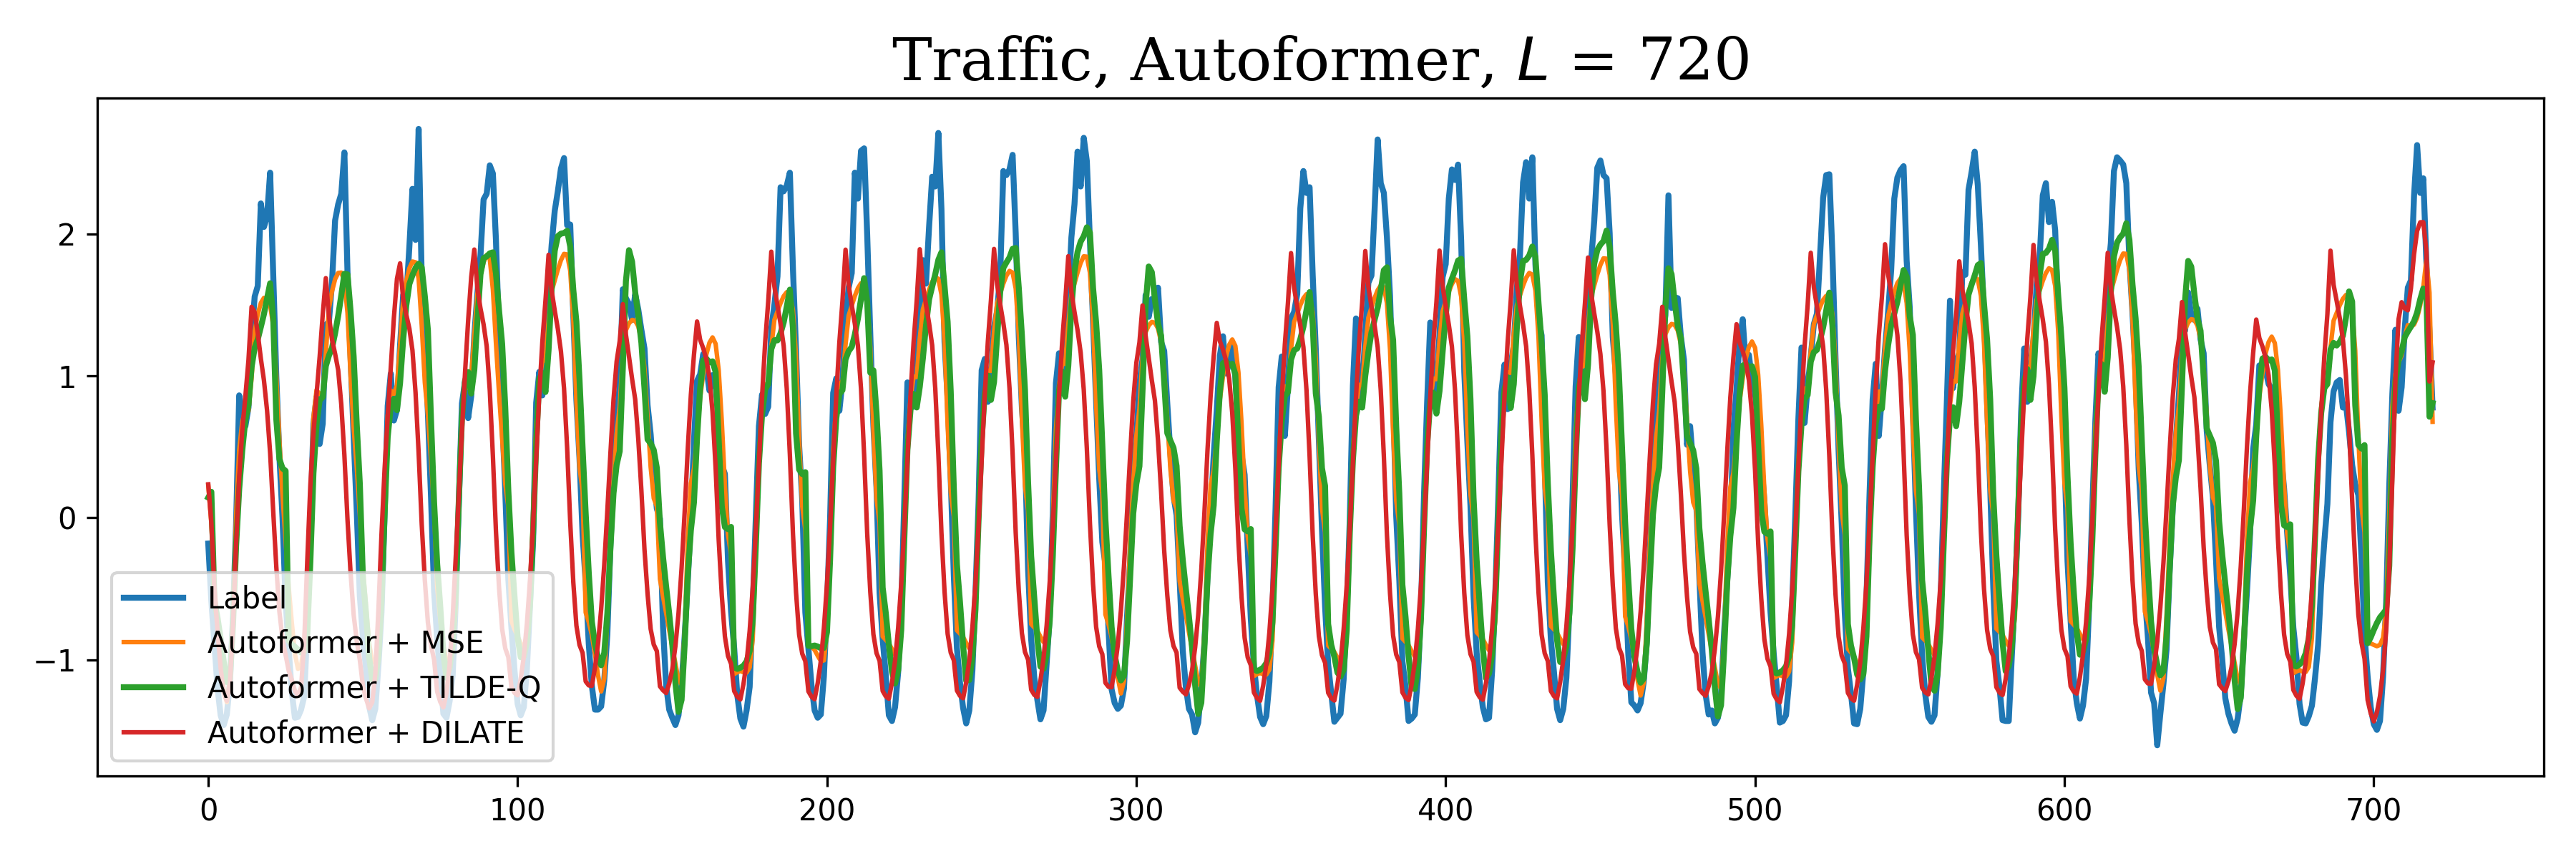 Traffic, Autoformer, L = 720
2
1
0
−1
Label
Autoformer + MSE
Autoformer + TILDE-Q
Autoformer + DILATE
0 100 200 300 400 500 600 700